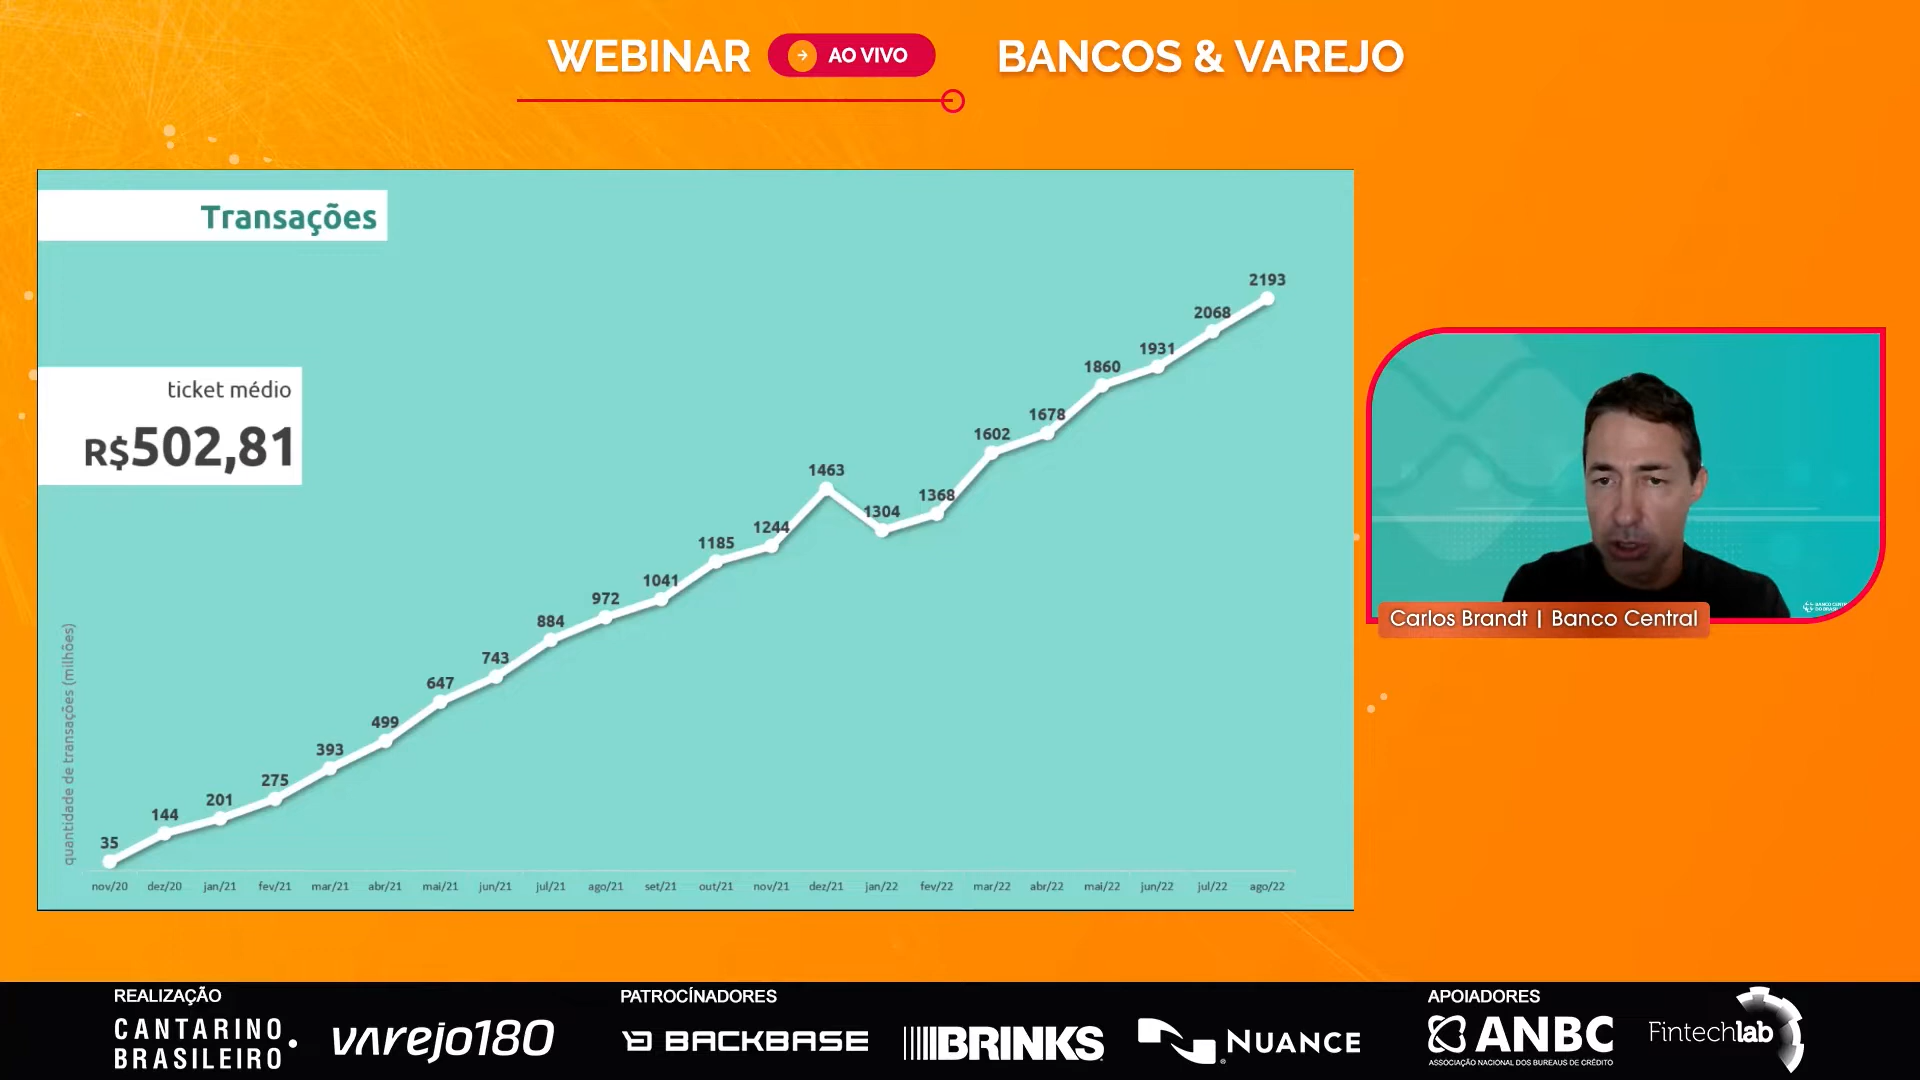 WEBINAR AO VIVO BANCOS & VAREJO
Transações
ticket médio
R$502,81
quantidade de transações (milhões)
35 144 201 275 393 499 647 743 884 972 1041 1185 1244 1463 1304 1368 1602 1678 1860 1931 2068 2193
nov/20 dez/20 jan/21 fev/21 mar/21 abr/21 mai/21 jun/21 jul/21 ago/21 set/21 out/21 nov/21 dez/21 jan/22 fev/22 mar/22 abr/22 mai/22 jun/22 jul/22 ago/22
Carlos Brandt | Banco Central
REALIZAÇÃO
CANTARINO
BRASILEIRO
varejo180
PATROCÍNADORES
BACKBASE
BRINKS
NUANCE
APOIADORES
ANBC
ASSOCIAÇÃO NACIONAL DOS BUREAUS DE CRÉDITO
Fintechlab